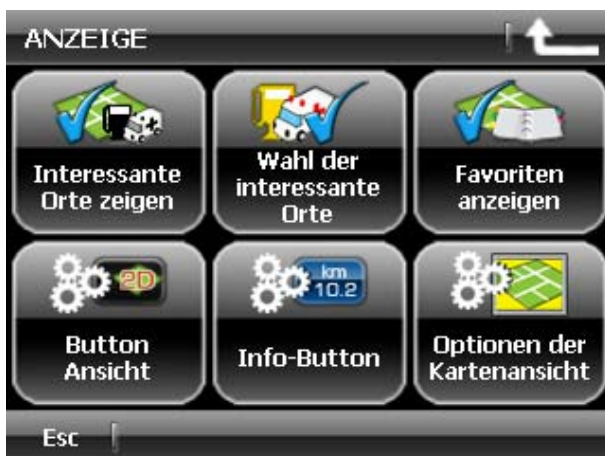 ANZEIGE
Interessante
Orte zeigen
Wahl der
interessante
Orte
Favoriten
anzeigen
2D
Button
Ansicht
km
10.2
Info-Button
Optionen der
Kartenansicht
Esc